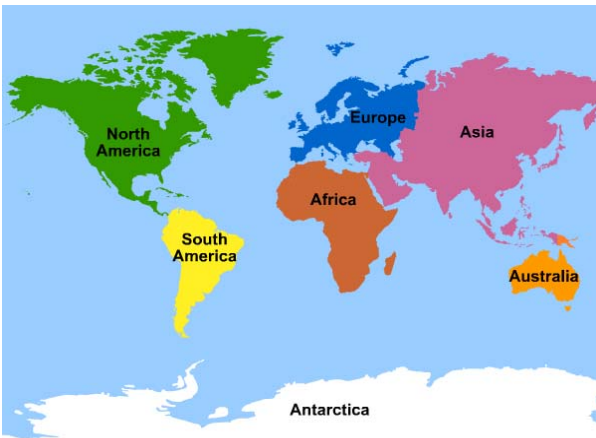 North
America
Europe
Asia
Africa
South
America
Australia
Antarctica